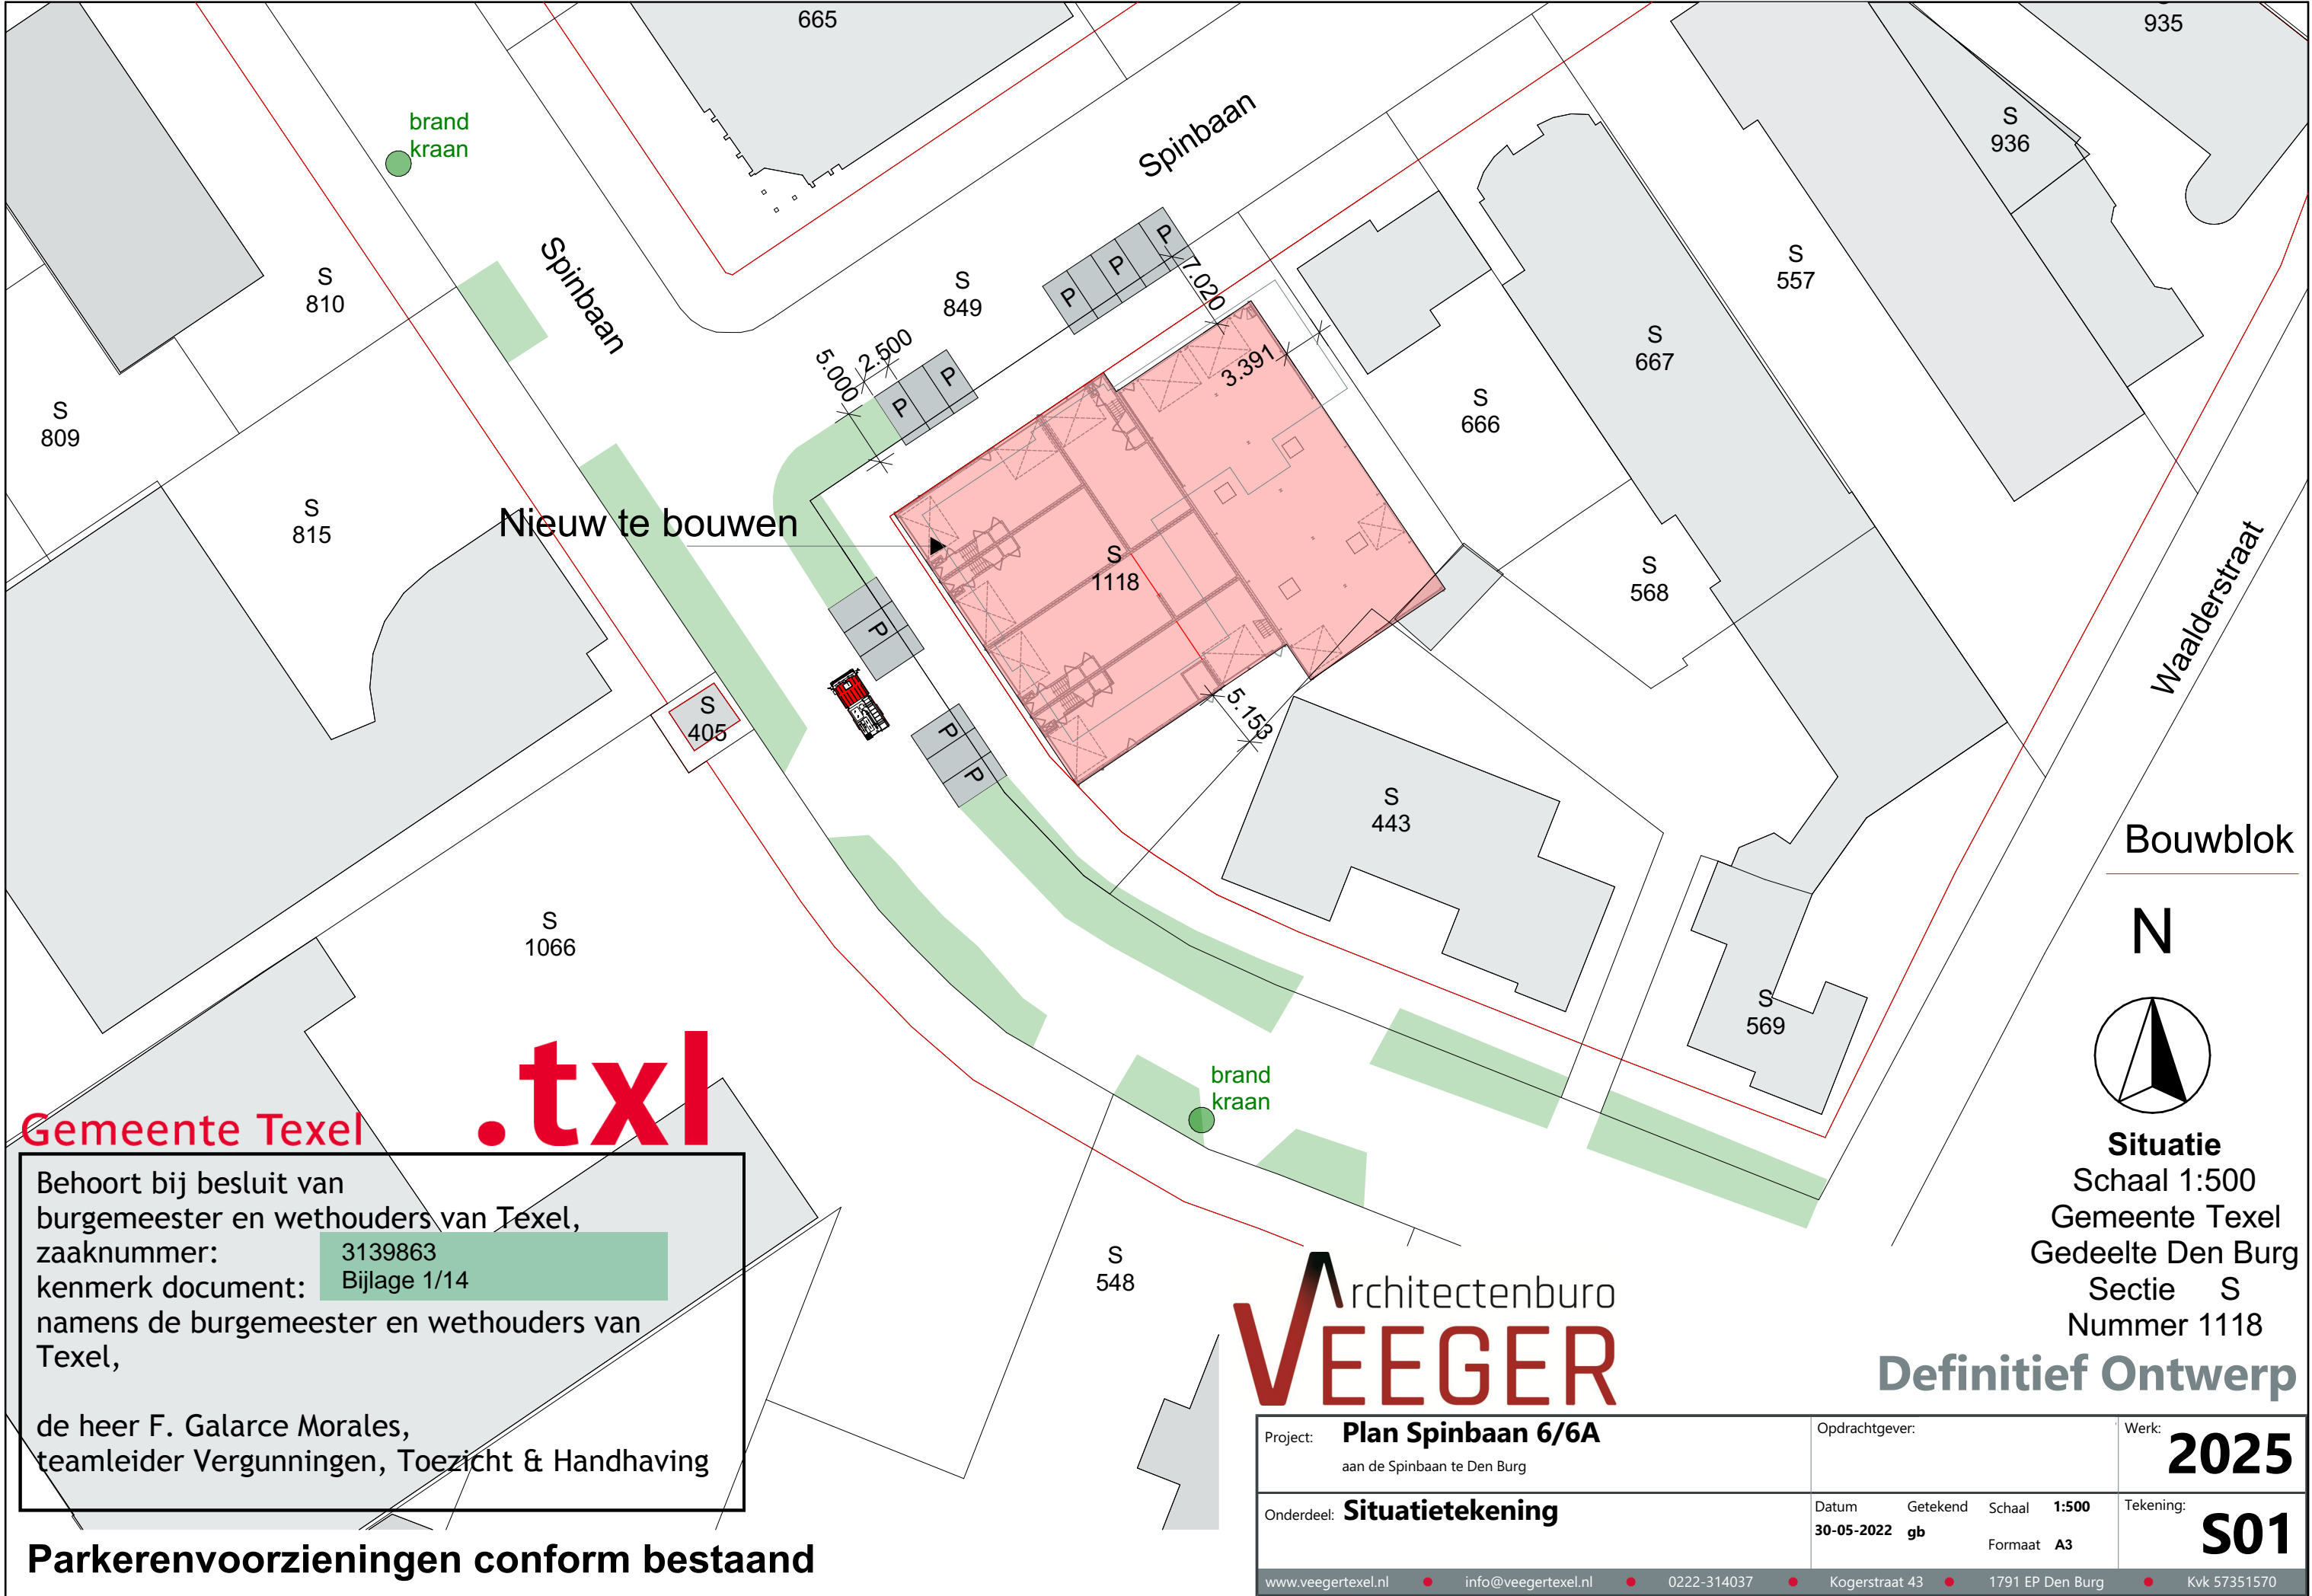 665
S
935
brand
kraan
Spinbaan
S
936
Spinbaan
S
810
S
849
P
P
P
7.020
S
557
S
667
5.000
2.500
P
P
3.391
S
809
S
666
S
815
Nieuw te bouwen
S
1118
S
568
Waalderstraat
P
S
405
P
P
5.153
S
443
Bouwblok
N
S
1066
S
569
brand
kraan
Gemeente Texel
.txl
Behoort bij besluit van
burgemeester en wethouders van Texel,
zaaknummer: 3139863
kenmerk document: Bijlage 1/14
namens de burgemeester en wethouders van
Texel,
de heer F. Galarce Morales,
teamleider Vergunningen, Toezicht & Handhaving
Parkerenvoorzieningen conform bestaand
S
548
Situatie
Schaal 1:500
Gemeente Texel
Gedeelte Den Burg
Sectie S
Nummer 1118
Definitief Ontwerp
Architectenburo
VEEGER
Project: Plan Spinbaan 6/6A
aan de Spinbaan te Den Burg
Opdrachtgever:
Werk: 2025
Onderdeel: Situatietekening
Datum Getekend Schaal 1:500
30-05-2022 gb
Formaat A3
Tekening: S01
www.veegertexel.nl info@veegertexel.nl 0222-314037 Kogerstraat 43 1791 EP Den Burg Kvk 57351570